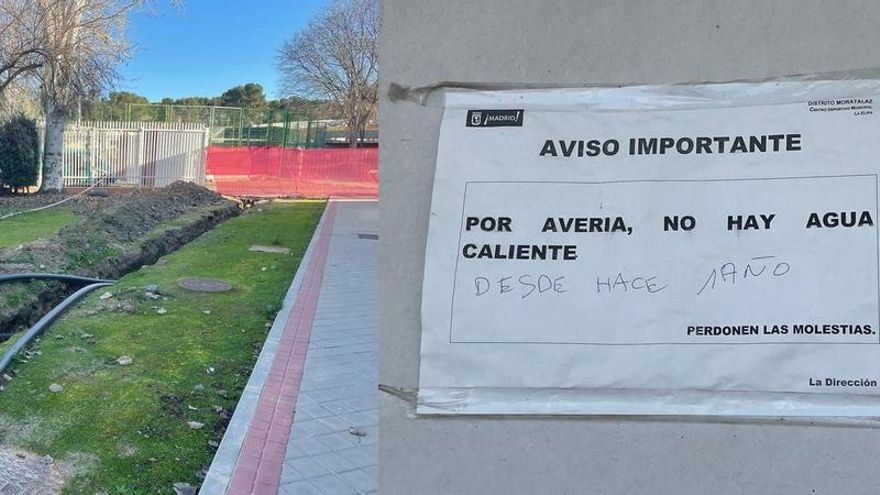 ¡MADRID!
DISTRITO MORATALAZ
CENTRO DEPORTIVO MUNICIPAL
LA ELIPA
AVISO IMPORTANTE
POR AVERIA, NO HAY AGUA
CALIENTE
DESDE HACE 1 AÑO
PERDONEN LAS MOLESTIAS.
La Dirección